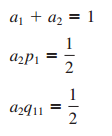 a₁ + a₂ = 1
a₂p₁ = 1/2
a₂q₁₁ = 1/2